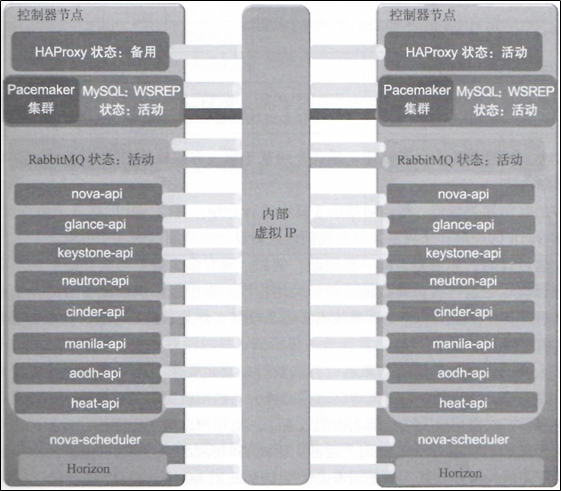 控制器节点
HAProxy 状态：备用
Pacemaker
集群
MySQL：WSREP
状态：活动
RabbitMQ 状态：活动
nova-api
glance-api
keystone-api
neutron-api
cinder-api
manila-api
aodh-api
heat-api
nova-scheduler
Horizon
内部
虚拟 IP
控制器节点
HAProxy 状态：活动
Pacemaker
集群
MySQL：WSREP
状态：活动
RabbitMQ 状态：活动
nova-api
glance-api
keystone-api
neutron-api
cinder-api
manila-api
aodh-api
heat-api
nova-scheduler
Horizon